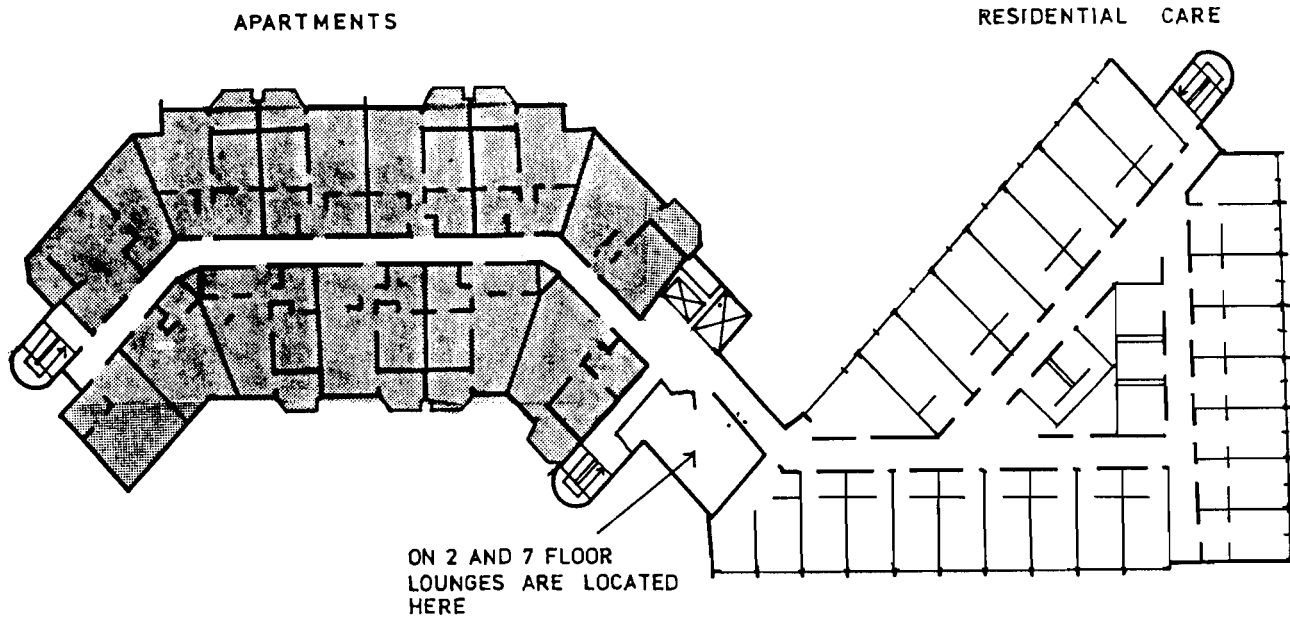 APARTMENTS
RESIDENTIAL CARE
ON 2 AND 7 FLOOR
LOUNGES ARE LOCATED
HERE